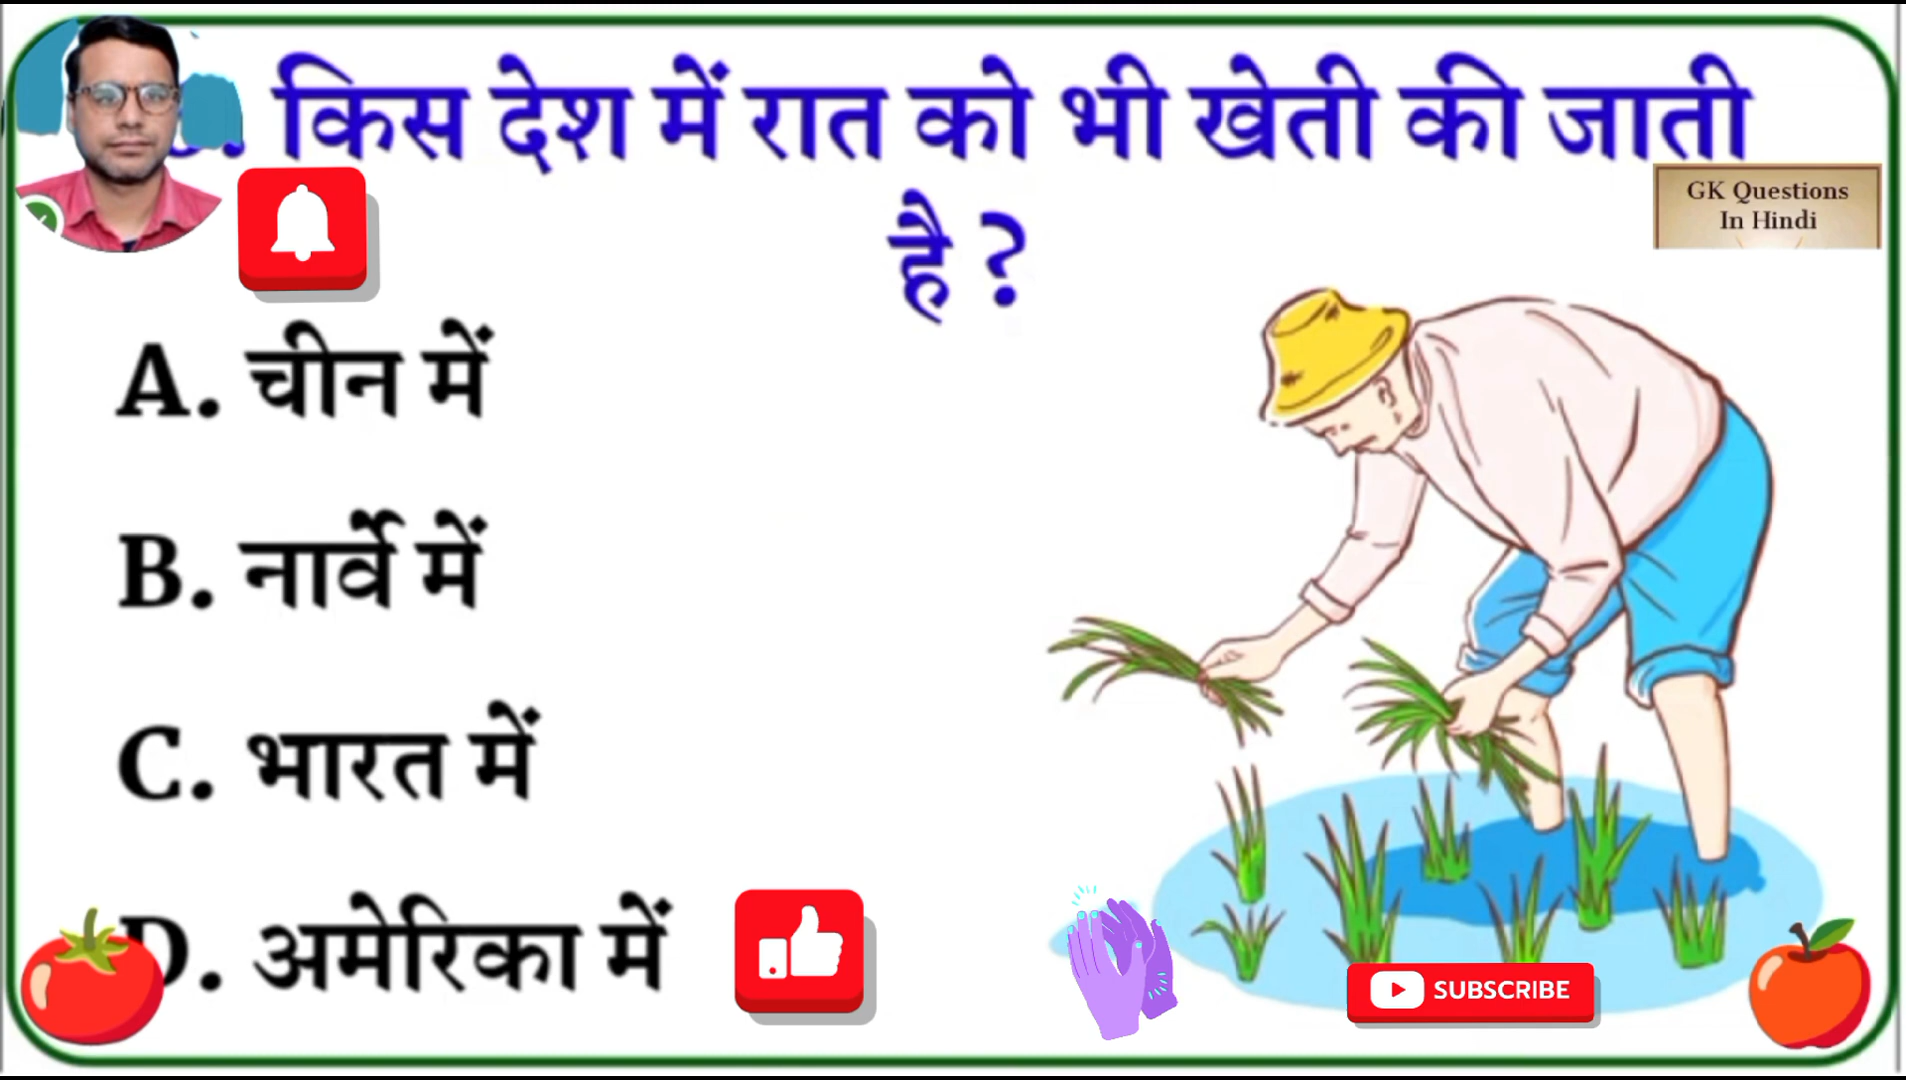 किस देश में रात को भी खेती की जाती
है ?
GK Questions
In Hindi
A. चीन में
B. नार्वे में
C. भारत में
D. अमेरिका में
SUBSCRIBE